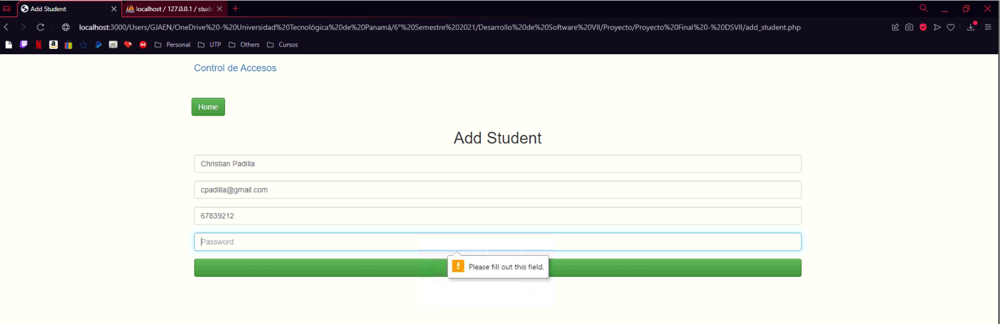 Add Student
localhost / 127.0.0.1 / stude
localhost:3000/Users/GJAEN/OneDrive%20-%20Universidad%20Tecnológica%20de%20Panamá/6°%20Semestre%202021/Desarrollo%20de%20Software%20VII/Proyecto/Proyecto%20Final%20-%20DSVII/add_student.php
Personal UTP Others Cursos
Control de Accesos
Home
Add Student
Christian Padilla
cpadilla@gmail.com
67839212
Password
Please fill out this field.